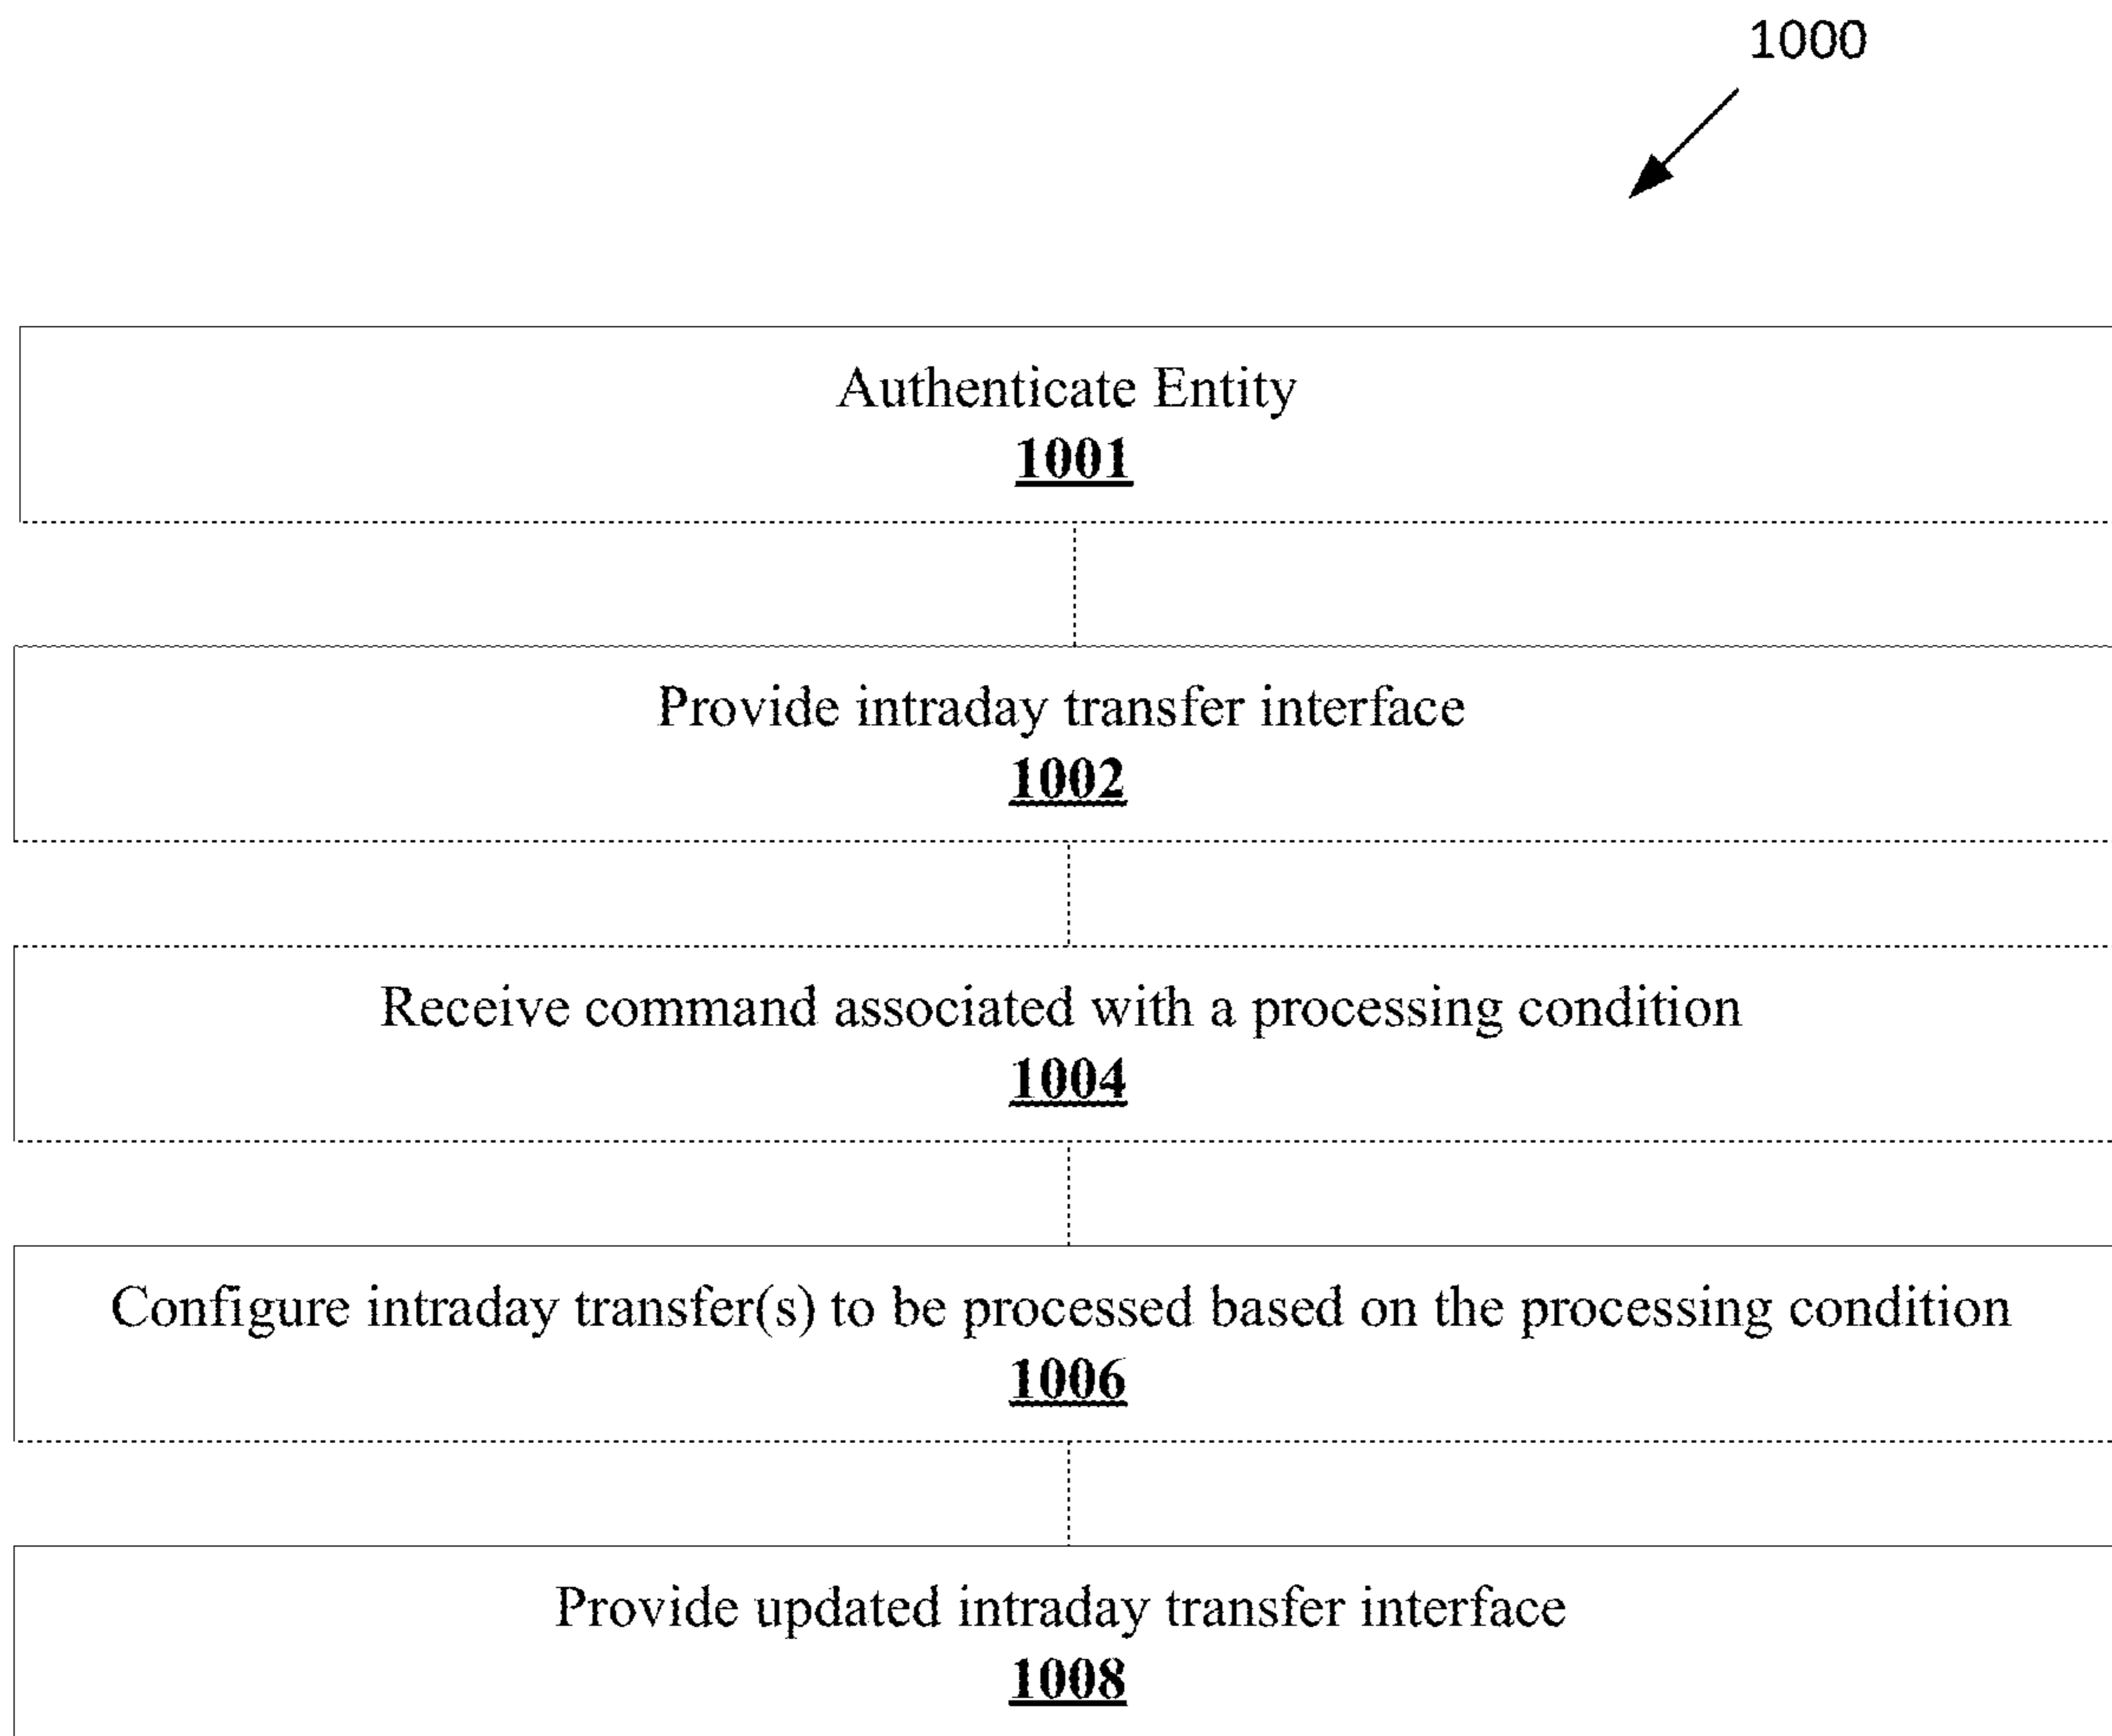 1000
Authenticate Entity
1001
Provide intraday transfer interface
1002
Receive command associated with a processing condition
1004
Configure intraday transfer(s) to be processed based on the processing condition
1006
Provide updated intraday transfer interface
1008